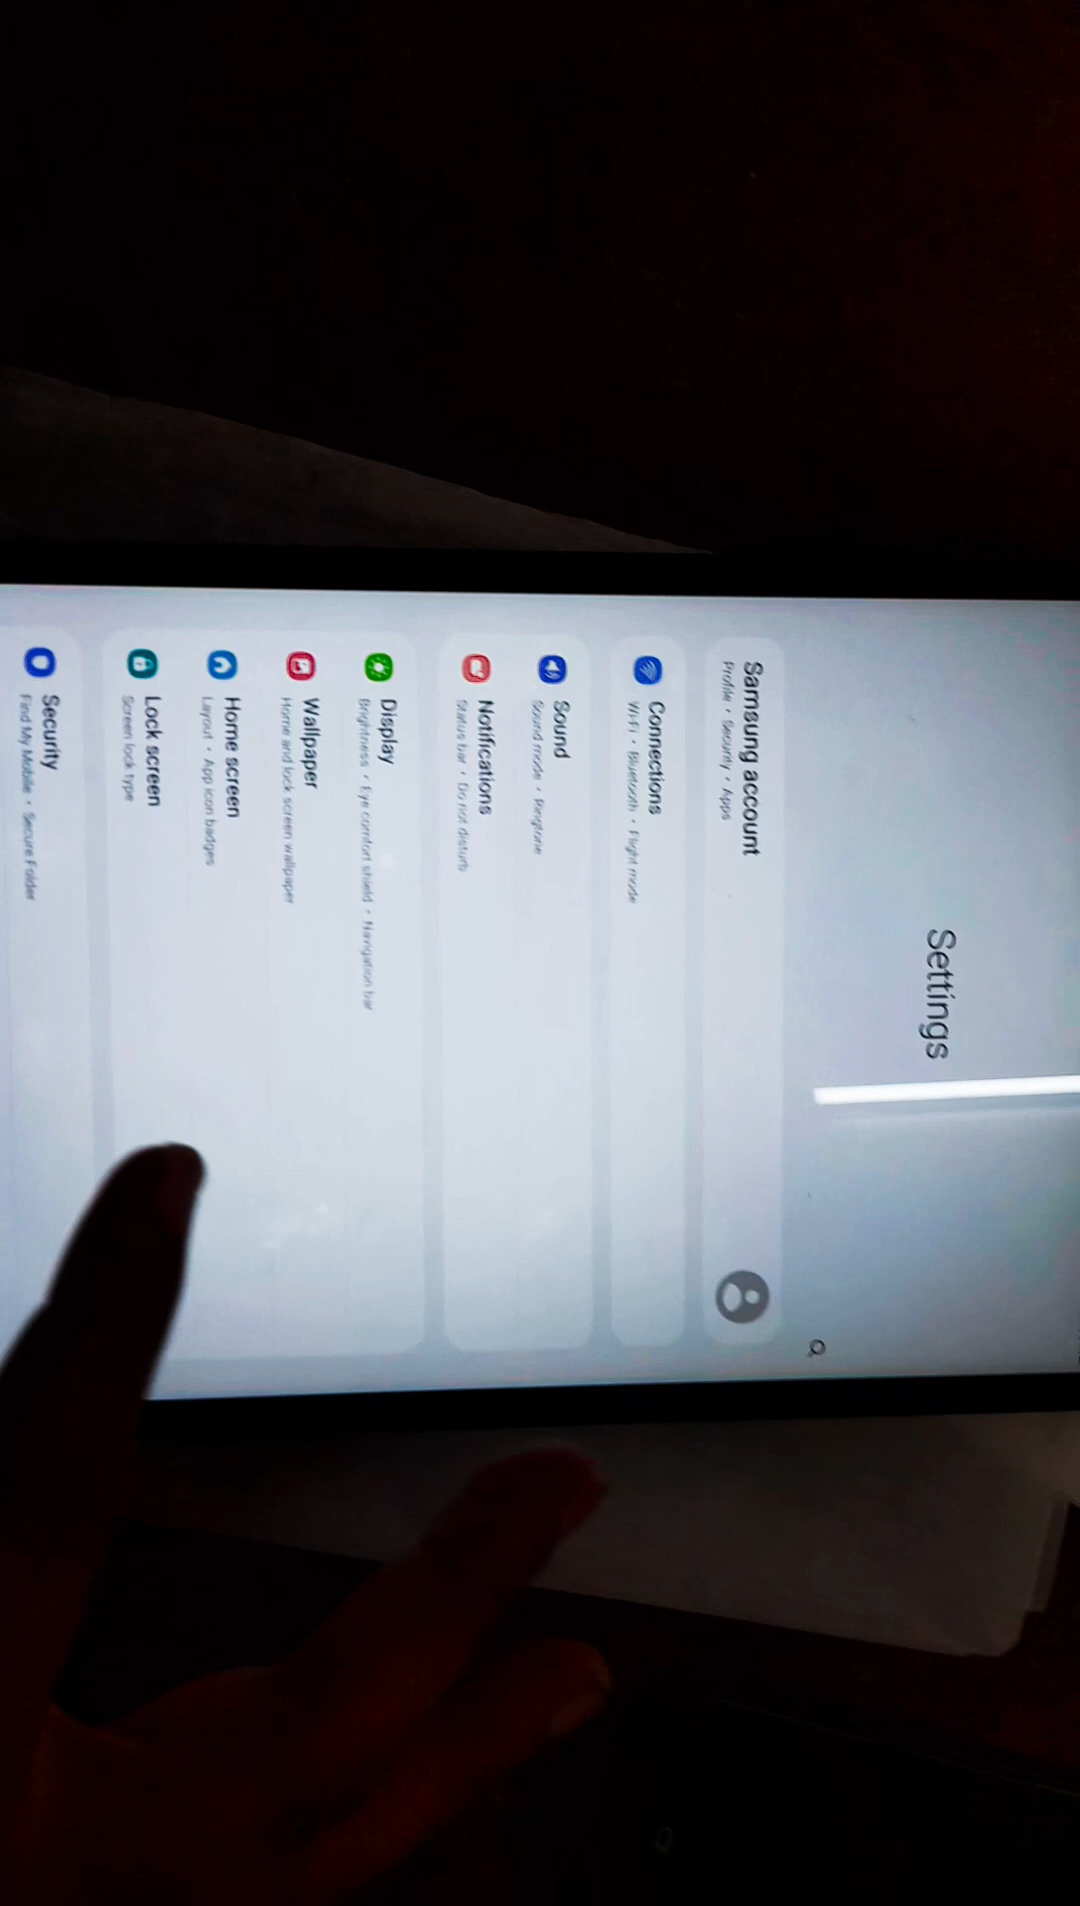 Settings
Samsung account
Profile • Security • Apps
Connections
Wi-Fi • Bluetooth • Flight mode
Sound
Sound mode • Ringtone
Notifications
Status bar • Do not disturb
Display
Brightness • Eye comfort shield • Navigation bar
Wallpaper
Home and lock screen wallpaper
Home screen
Layout • App icon badges
Lock screen
Screen lock type
Security
Find My Mobile • Secure Folder